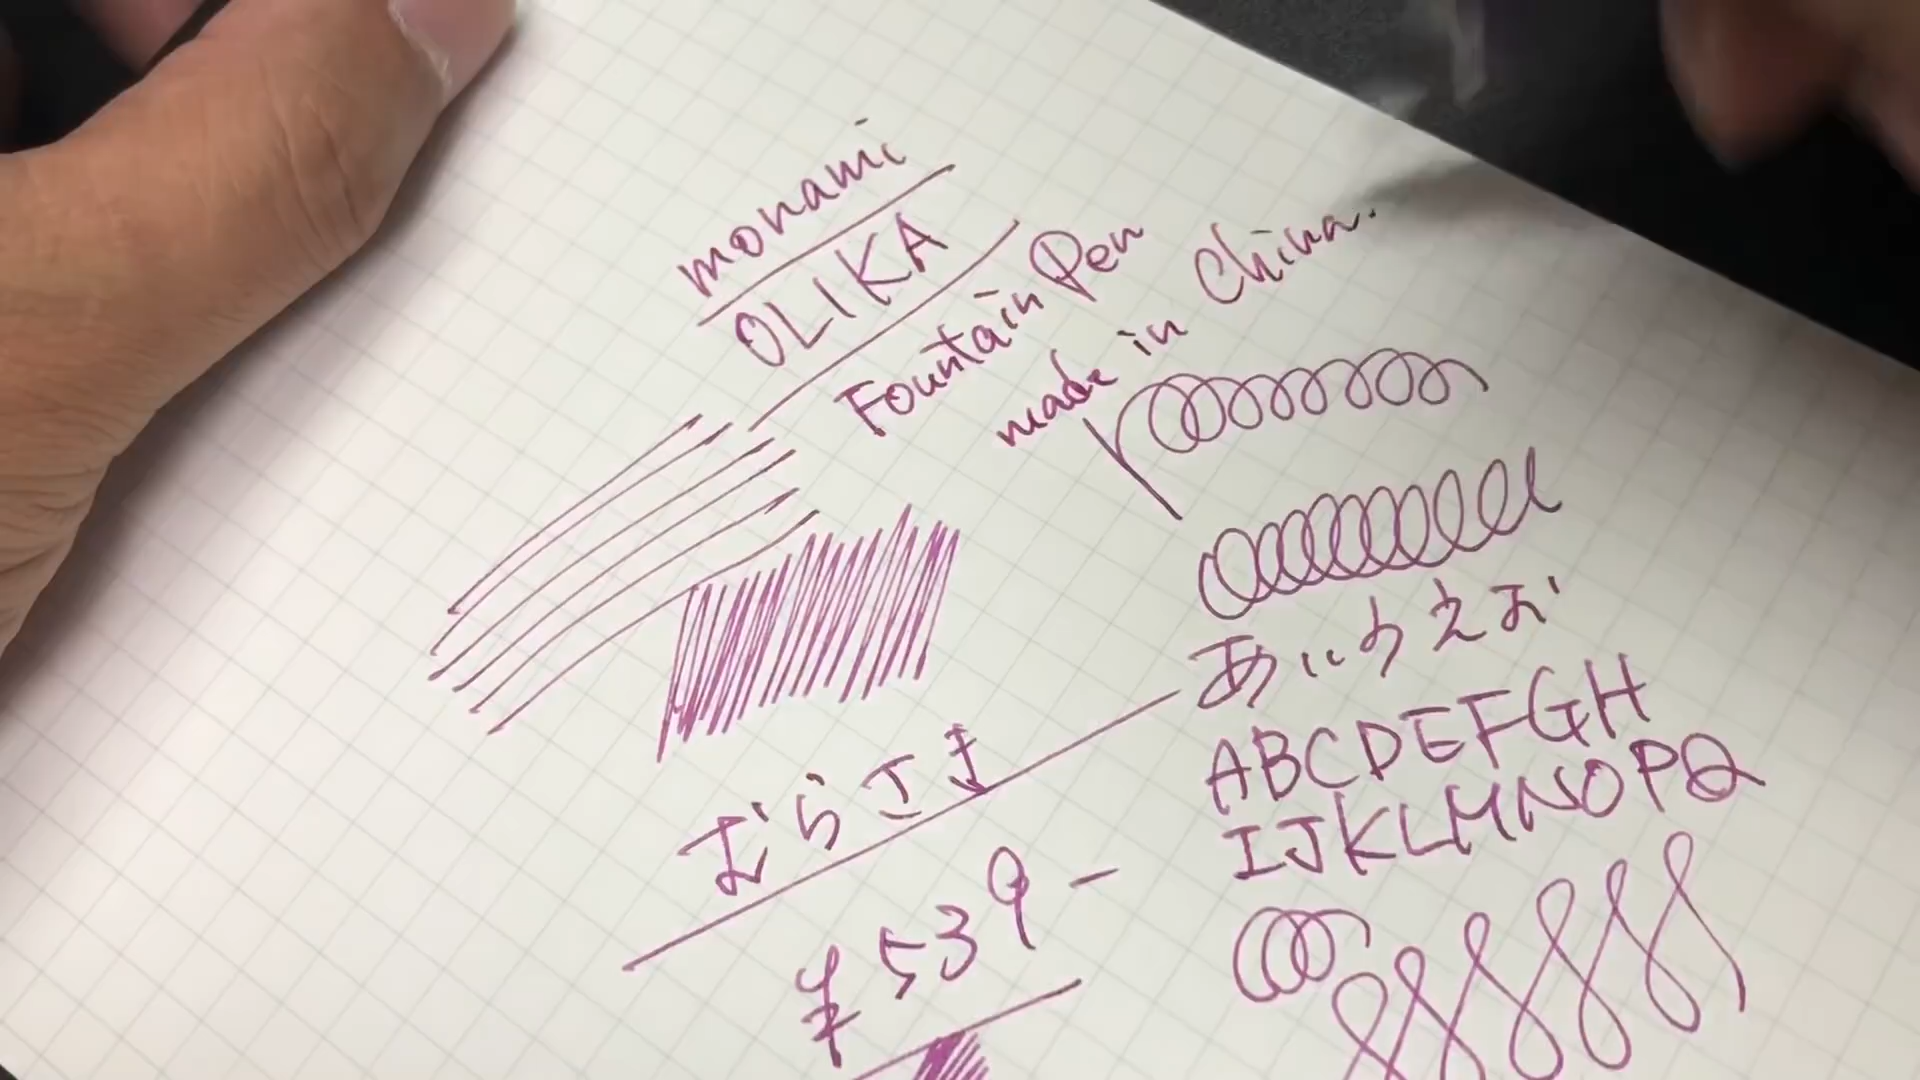 monami
OLIKA
Fountain Pen
made in China.
あいうえお
ABCDEFGH
IJKLMNOPQ
むらさき
¥539-